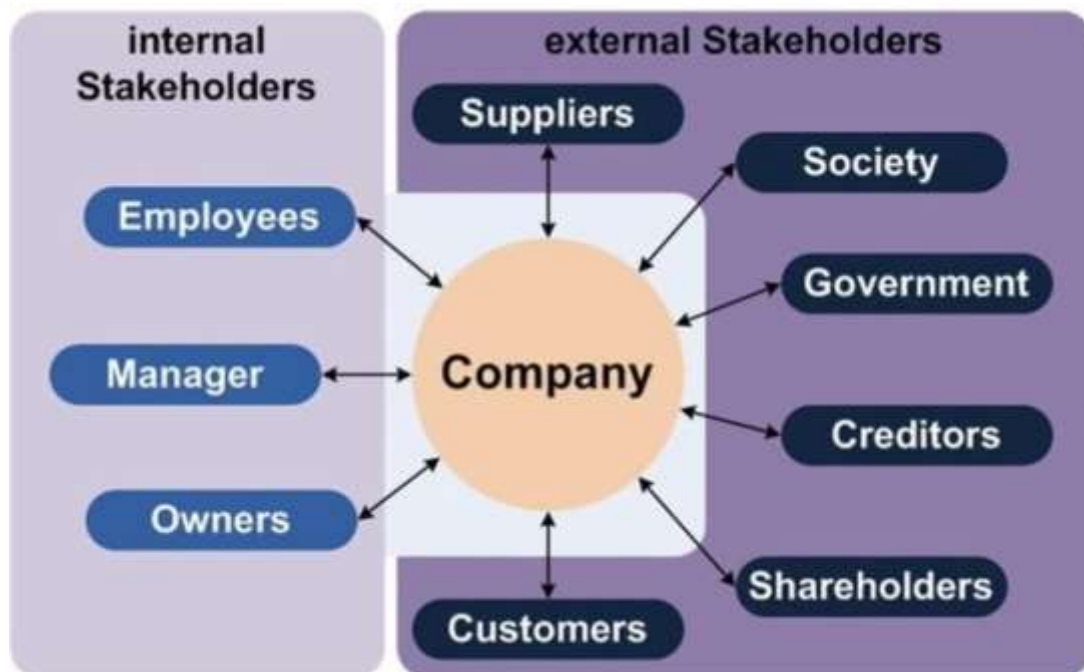 internal
Stakeholders
external Stakeholders
Suppliers
Society
Employees
Government
Manager
Company
Creditors
Owners
Shareholders
Customers